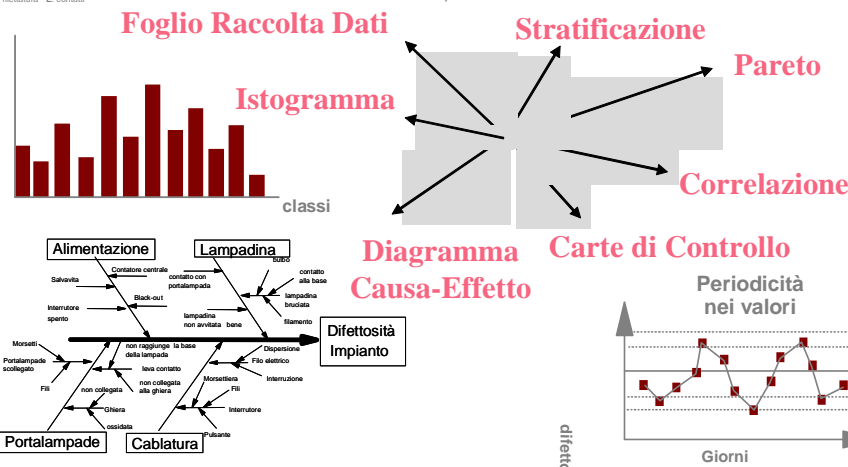 Foglio Raccolta Dati
Stratificazione
Pareto
Istogramma
Correlazione
classi
Diagramma
Causa-Effetto
Carte di Controllo
Alimentazione
Lampadina
bulbo
Contatore centrale
contatto con
portalampada
contatto
alla base
Salvavita
Black-out
lampadina
bruciata
Interrutore
spento
lampadina
non avvitata bene
filamento
Difettosità
Impianto
Morsetti
non raggiunge la base
della lampada
Dispersione
Portalampade
scollegato
leva contatto
Filo elettrico
Interruzione
Fili
non collegata
non collegata
alla ghiera
Morsettiera
Fili
Ghiera
Interrutore
ossidata
Pulsante
Portalampade
Cablatura
Periodicità
nei valori
Giorni